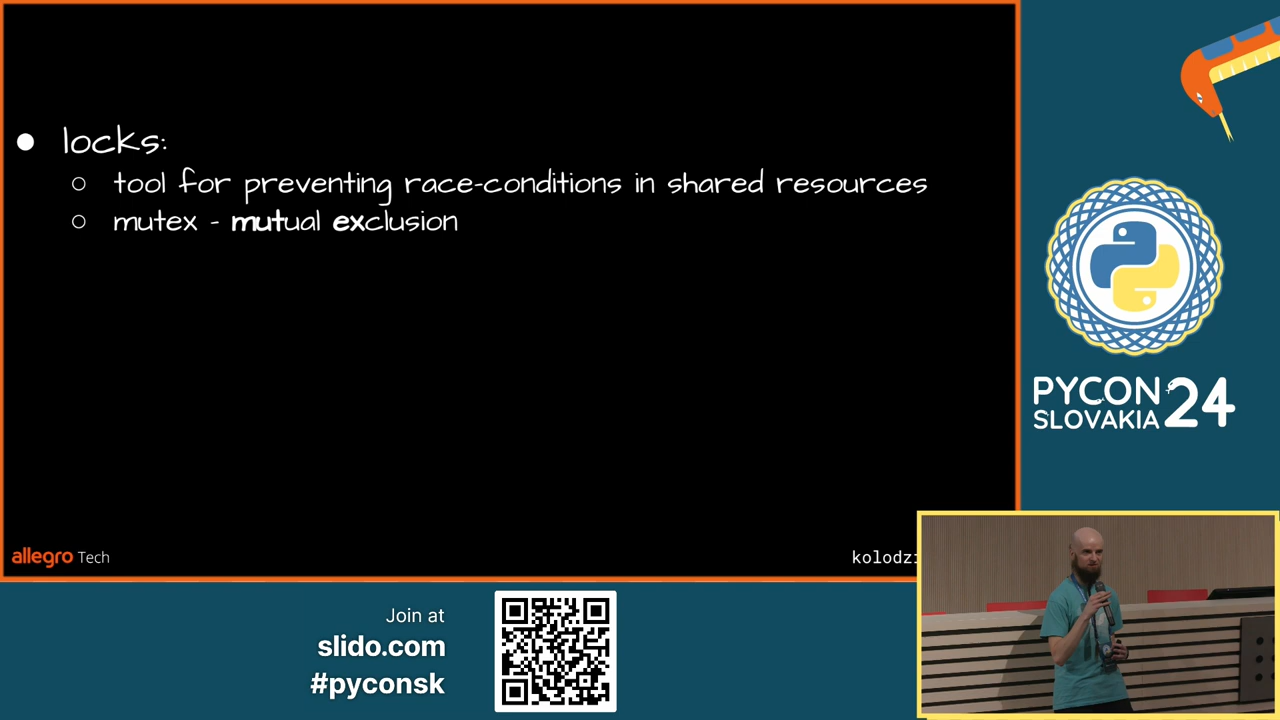 locks:
tool for preventing race-conditions in shared resources
mutex - mutual exclusion
allegro Tech
PYCON 24
SLOVAKIA
Join at
slido.com
#pyconsk